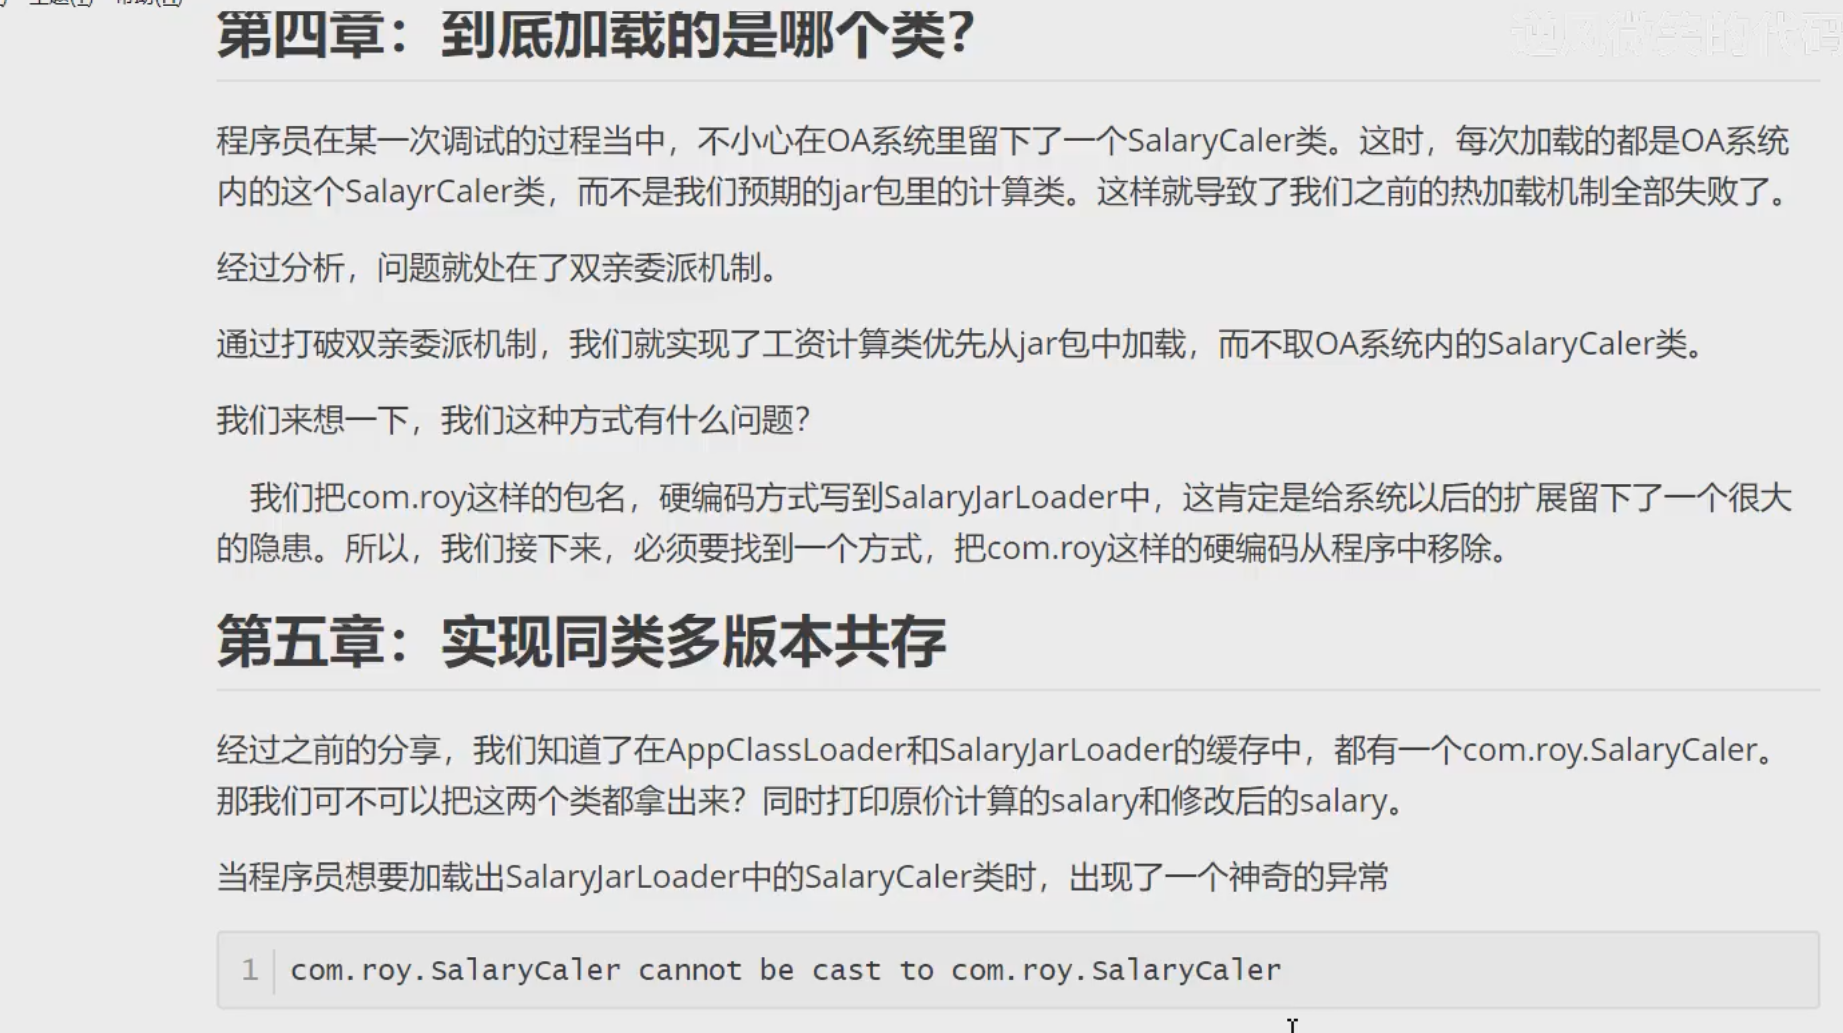 第四章：到底加载的是哪个类？
逆风微笑的代码
程序员在某一次调试的过程当中，不小心在OA系统里留下了一个SalaryCaler类。这时，每次加载的都是OA系统
内的这个SalayrCaler类，而不是我们预期的jar包里的计算类。这样就导致了我们之前的热加载机制全部失败了。
经过分析，问题就处在了双亲委派机制。
通过打破双亲委派机制，我们就实现了工资计算类优先从jar包中加载，而不取OA系统内的SalaryCaler类。
我们来想一下，我们这种方式有什么问题？
我们把com.roy这样的包名，硬编码方式写到SalaryJarLoader中，这肯定是给系统以后的扩展留下了一个很大
的隐患。所以，我们接下来，必须要找到一个方式，把com.roy这样的硬编码从程序中移除。
第五章：实现同类多版本共存
经过之前的分享，我们知道了在AppClassLoader和SalaryJarLoader的缓存中，都有一个com.roy.SalaryCaler。
那我们可不可以把这两个类都拿出来？同时打印原价计算的salary和修改后的salary。
当程序员想要加载出SalaryJarLoader中的SalaryCaler类时，出现了一个神奇的异常
1 com.roy.SalaryCaler cannot be cast to com.roy.SalaryCaler